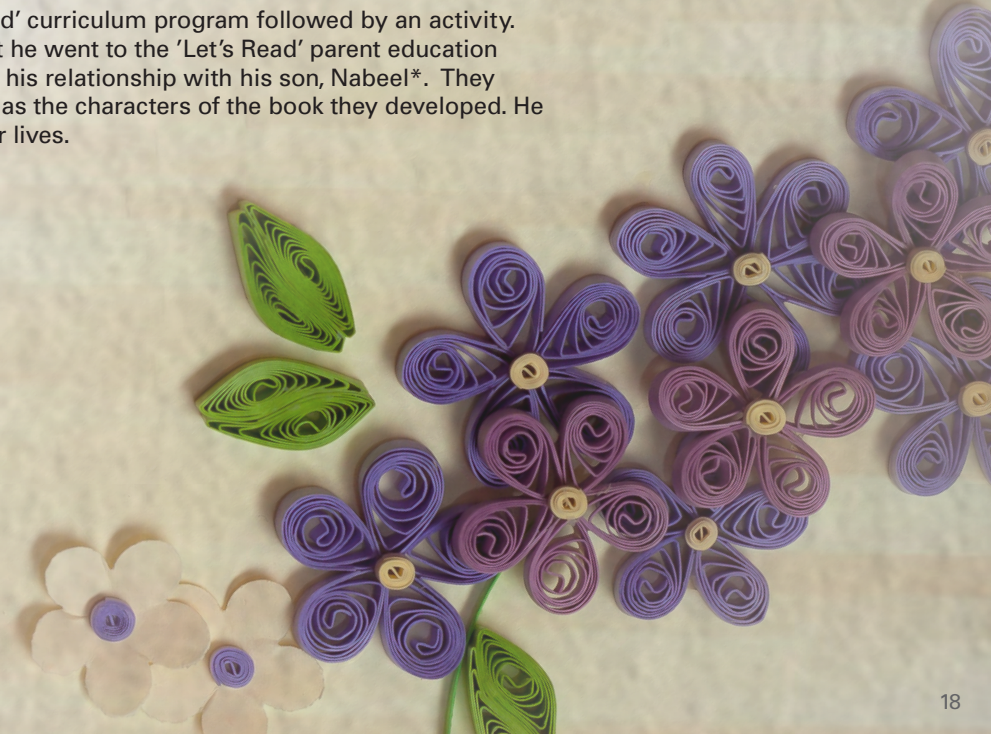 d’ curriculum program followed by an activity.
t he went to the ’Let’s Read’ parent education
his relationship with his son, Nabeel*. They
as the characters of the book they developed. He
r lives.
18